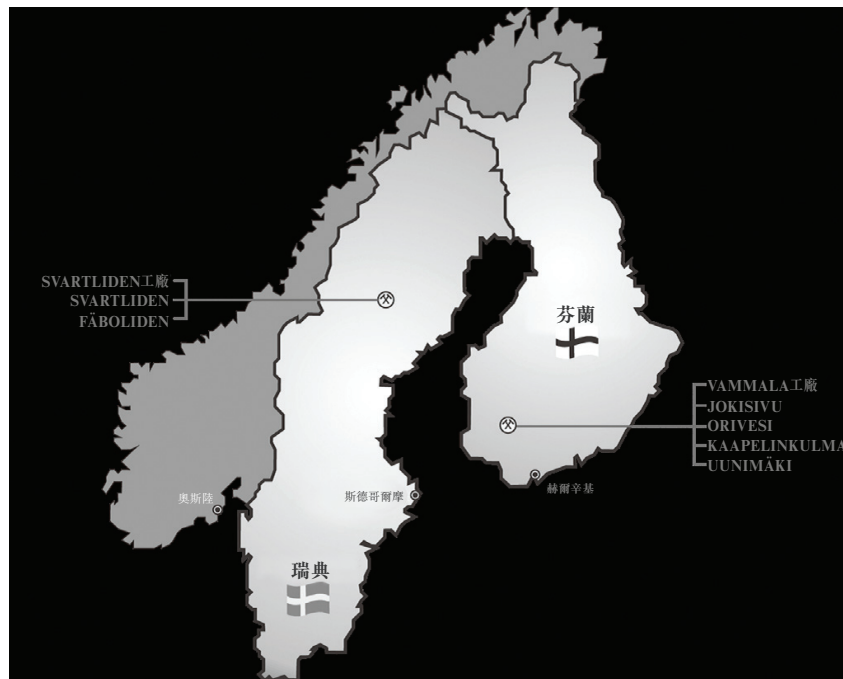 SVARTLIDEN工廠
SVARTLIDEN
FÄBOLIDEN
芬蘭
VAMMALA工廠
JOKISIVU
ORIVESI
KAAPELINKULMA
UUNIMÄKI
赫爾辛基
斯德哥爾摩
奧斯陸
瑞典